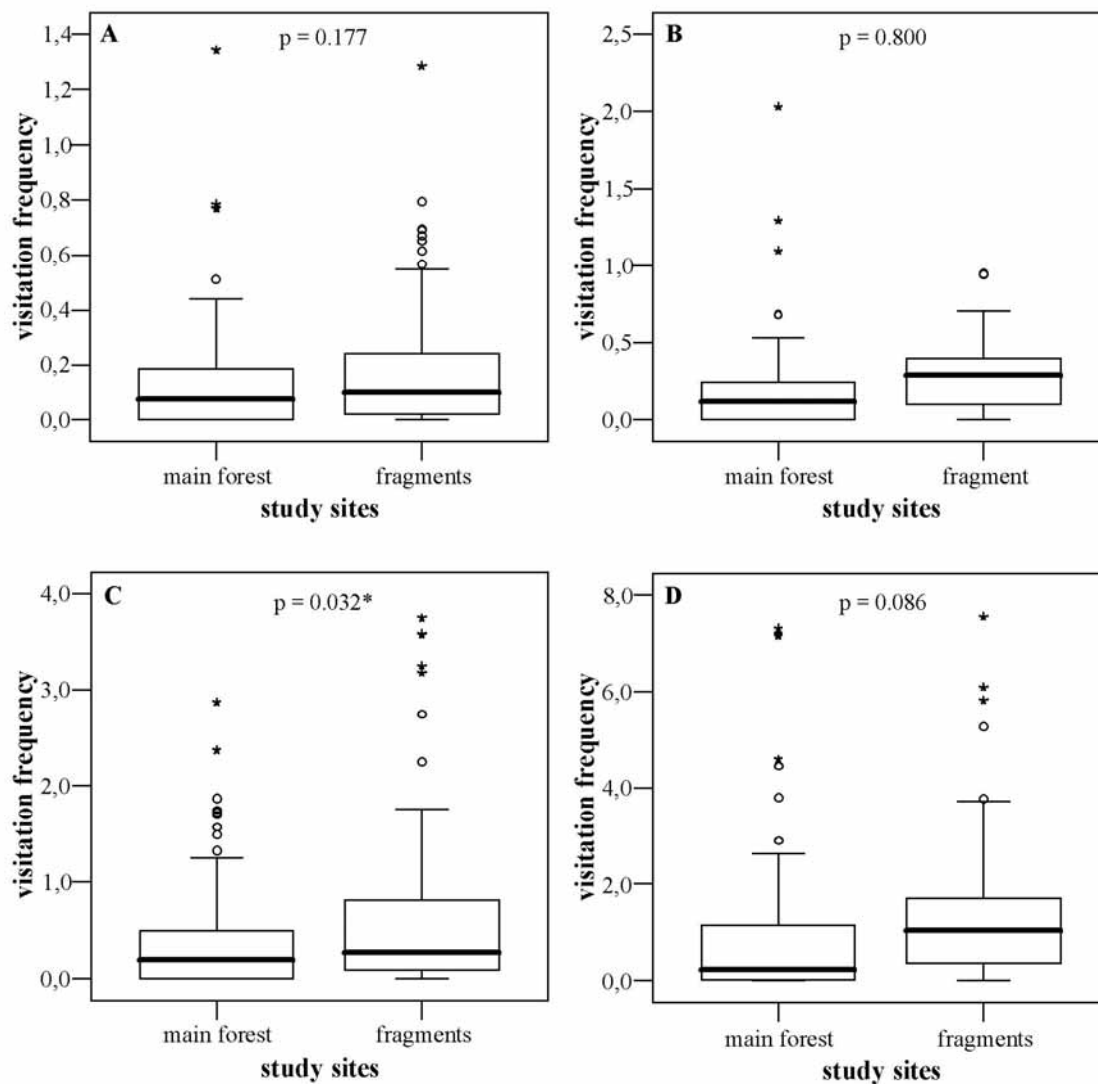 A
p = 0.177
visitation frequency
1,4
1,2
1,0
0,8
0,6
0,4
0,2
0,0
main forest
fragments
study sites
B
p = 0.800
visitation frequency
2,5
2,0
1,5
1,0
0,5
0,0
main forest
fragment
study sites
C
p = 0.032*
visitation frequency
4,0
3,0
2,0
1,0
0,0
main forest
fragments
study sites
D
p = 0.086
visitation frequency
8,0
6,0
4,0
2,0
0,0
main forest
fragments
study sites